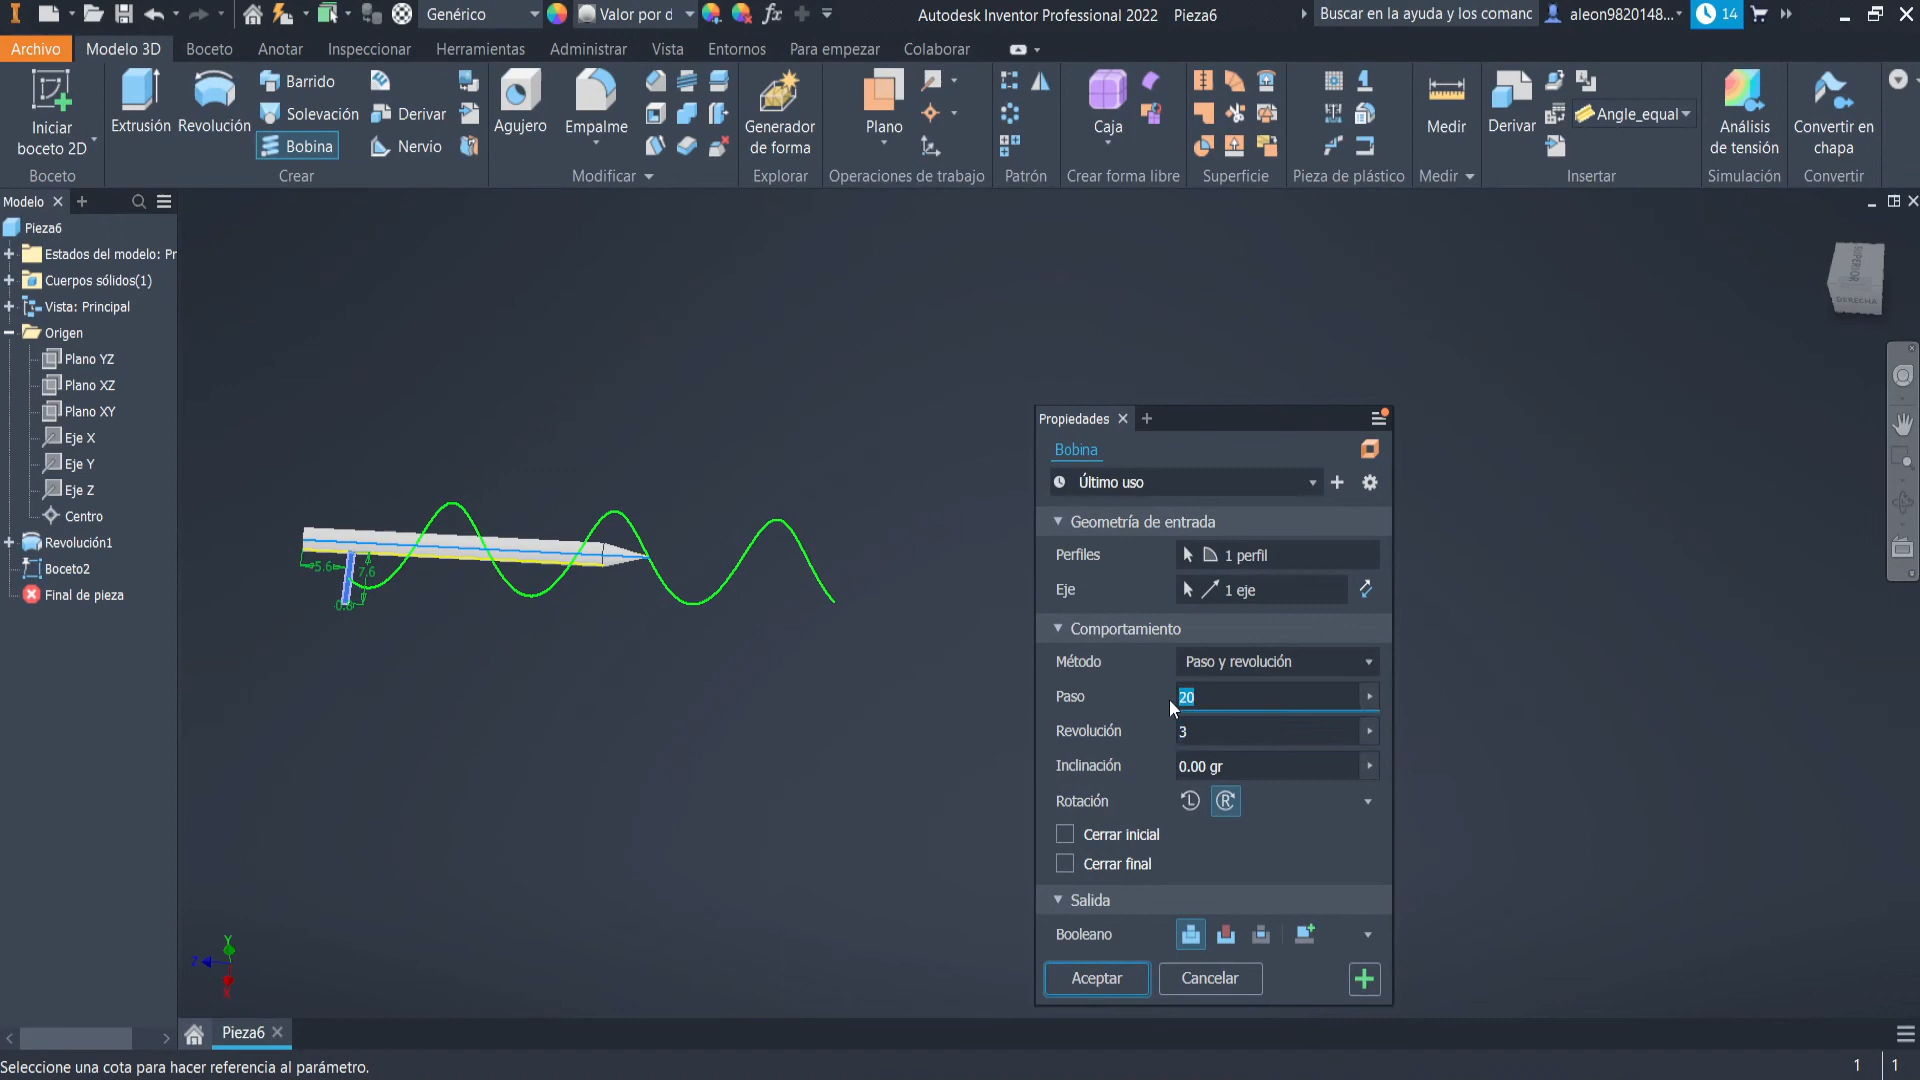 Genérico
Valor por d
Autodesk Inventor Professional 2022 Pieza6
Buscar en la ayuda y los comanc
aleon9820148...
14
Archivo
Modelo 3D
Boceto
Anotar
Inspeccionar
Herramientas
Administrar
Vista
Entornos
Para empezar
Colaborar
Iniciar
boceto 2D
Extrusión
Revolución
Barrido
Solevación
Bobina
Derivar
Nervio
Agujero
Empalme
Generador
de forma
Plano
Caja
Medir
Derivar
Angle_equal
Análisis
de tensión
Convertir en
chapa
Boceto
Crear
Modificar
Explorar
Operaciones de trabajo
Patrón
Crear forma libre
Superficie
Pieza de plástico
Medir
Insertar
Simulación
Convertir
Modelo
Pieza6
Estados del modelo: Pr
Cuerpos sólidos(1)
Vista: Principal
Origen
Plano YZ
Plano XZ
Plano XY
Eje X
Eje Y
Eje Z
Centro
Revolución1
Boceto2
Final de pieza
SUPERIOR
DERECHA
5.6
7.6
Propiedades
Bobina
Último uso
Geometría de entrada
Perfiles
1 perfil
Eje
1 eje
Comportamiento
Método
Paso y revolución
Paso
20
Revolución
3
Inclinación
0.00 gr
Rotación
L
R
Cerrar inicial
Cerrar final
Salida
Booleano
Aceptar
Cancelar
Y
Z
X
Pieza6
Seleccione una cota para hacer referencia al parámetro.
1
1